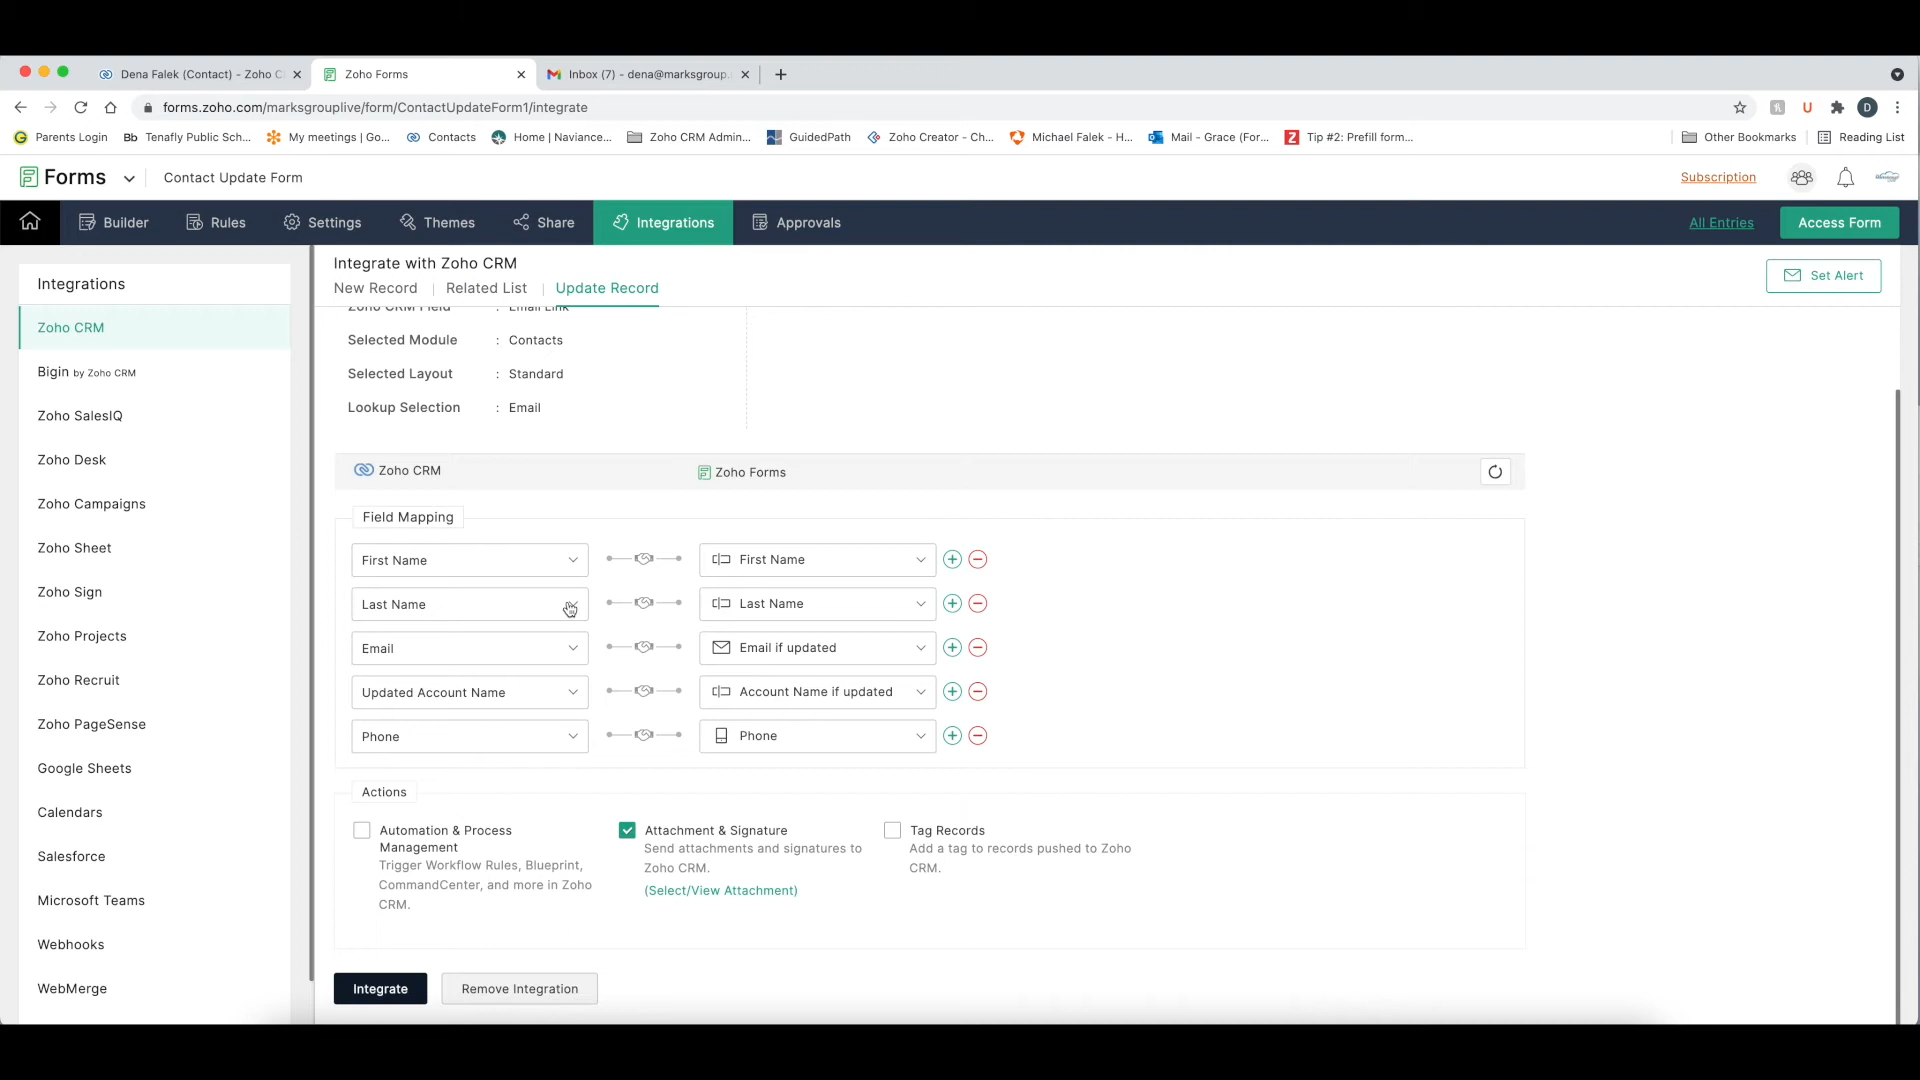 Dena Falek (Contact) - Zoho C
Zoho Forms
Inbox (7) - dena@marksgroup.
forms.zoho.com/marksgrouplive/form/ContactUpdateForm1/integrate
D
Parents Login
Bb Tenafly Public Sch...
My meetings | Go...
Contacts
Home | Naviance...
Zoho CRM Admin...
GuidedPath
Zoho Creator - Ch...
Michael Falek - H...
Mail - Grace (For...
Tip #2: Prefill form...
Other Bookmarks
Reading List
Forms
Contact Update Form
Subscription
Builder
Rules
Settings
Themes
Share
Integrations
Approvals
All Entries
Access Form
Integrations
Zoho CRM
Bigin by Zoho CRM
Zoho SalesIQ
Zoho Desk
Zoho Campaigns
Zoho Sheet
Zoho Sign
Zoho Projects
Zoho Recruit
Zoho PageSense
Google Sheets
Calendars
Salesforce
Microsoft Teams
Webhooks
WebMerge
Integrate with Zoho CRM
New Record | Related List | Update Record
Set Alert
Zoho CRM Field : Email Link
Selected Module : Contacts
Selected Layout : Standard
Lookup Selection : Email
Zoho CRM
Zoho Forms
Field Mapping
First Name
First Name
Last Name
Last Name
Email
Email if updated
Updated Account Name
Account Name if updated
Phone
Phone
Actions
Automation & Process
Management
Trigger Workflow Rules, Blueprint,
CommandCenter, and more in Zoho
CRM.
Attachment & Signature
Send attachments and signatures to
Zoho CRM.
(Select/View Attachment)
Tag Records
Add a tag to records pushed to Zoho
CRM.
Integrate
Remove Integration